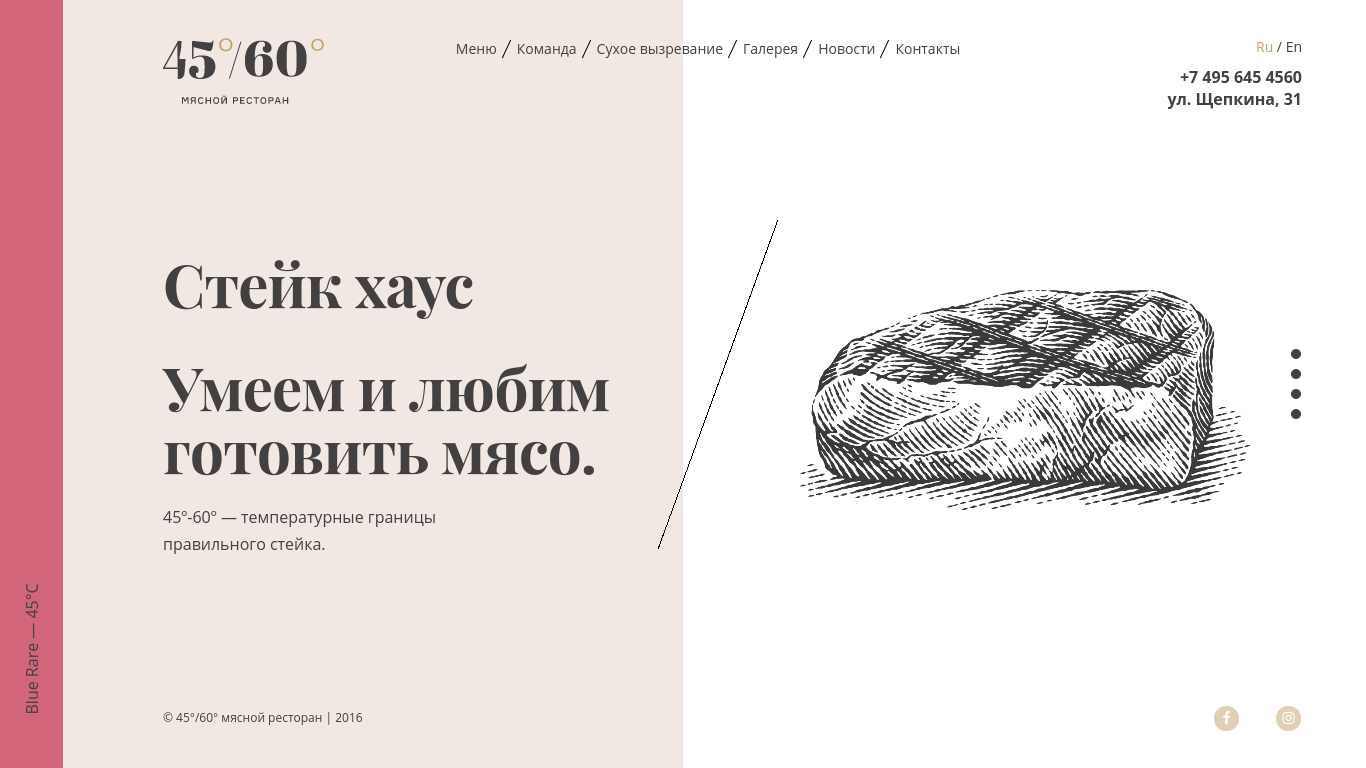 45°/60°
МЯСНОЙ РЕСТОРАН
Меню / Команда / Сухое вызревание / Галерея / Новости / Контакты
Ru / En
+7 495 645 4560
ул. Щепкина, 31
Стейк хаус
Умеем и любим
готовить мясо.
45°-60° — температурные границы
правильного стейка.
Blue Rare — 45°C
© 45°/60° мясной ресторан | 2016